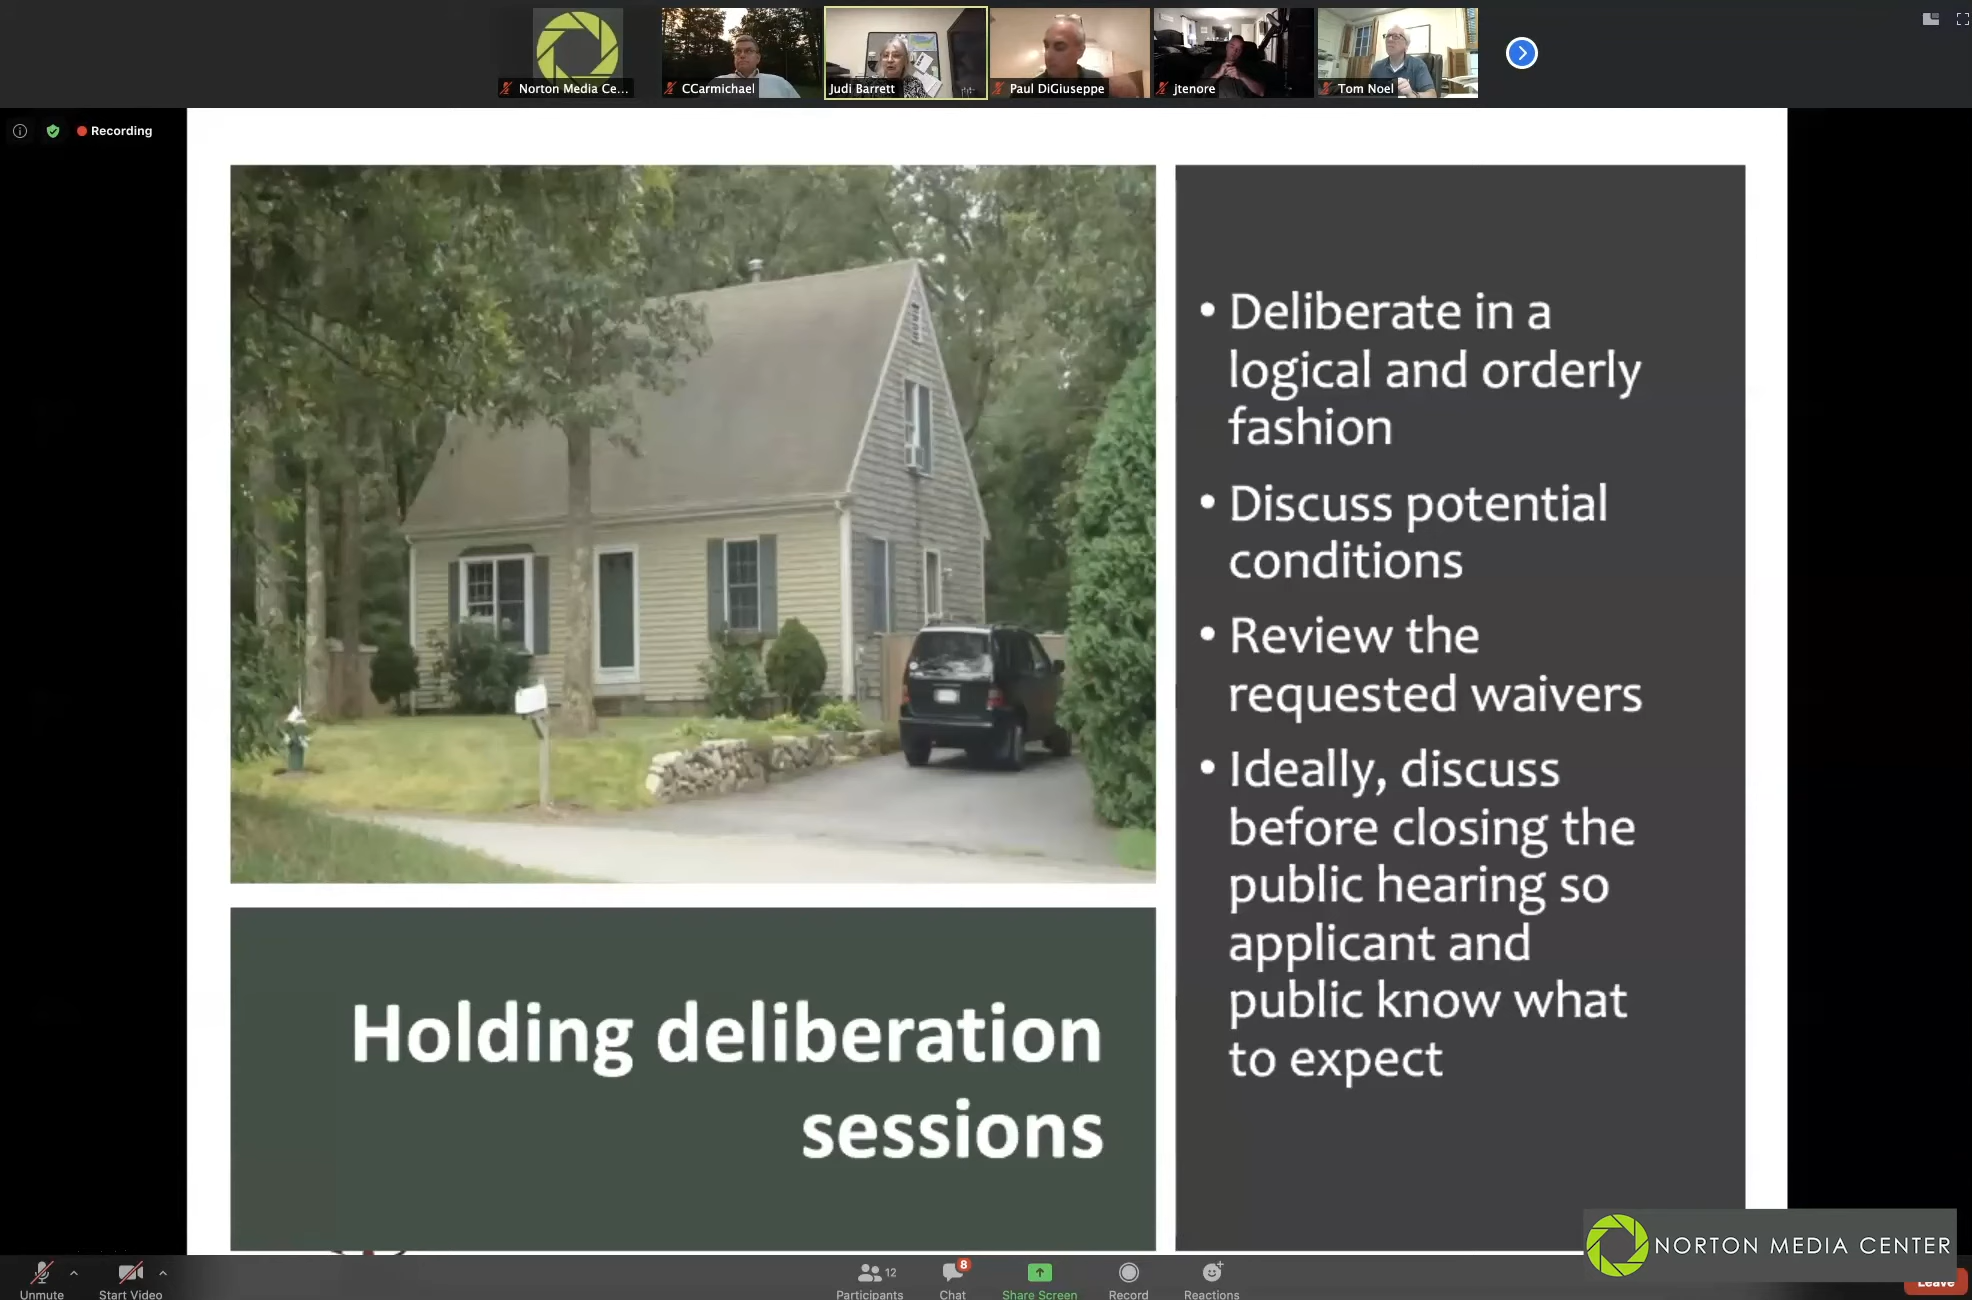 Norton Media Ce...
CCarmichael
Judi Barrett
Paul DiGiuseppe
jtenore
Tom Noel
Recording
• Deliberate in a
logical and orderly
fashion
• Discuss potential
conditions
• Review the
requested waivers
• Ideally, discuss
before closing the
public hearing so
applicant and
public know what
to expect
Holding deliberation
sessions
NORTON MEDIA CENTER
Unmute
Start Video
Participants
12
Chat
8
Share Screen
Record
Reactions
Leave